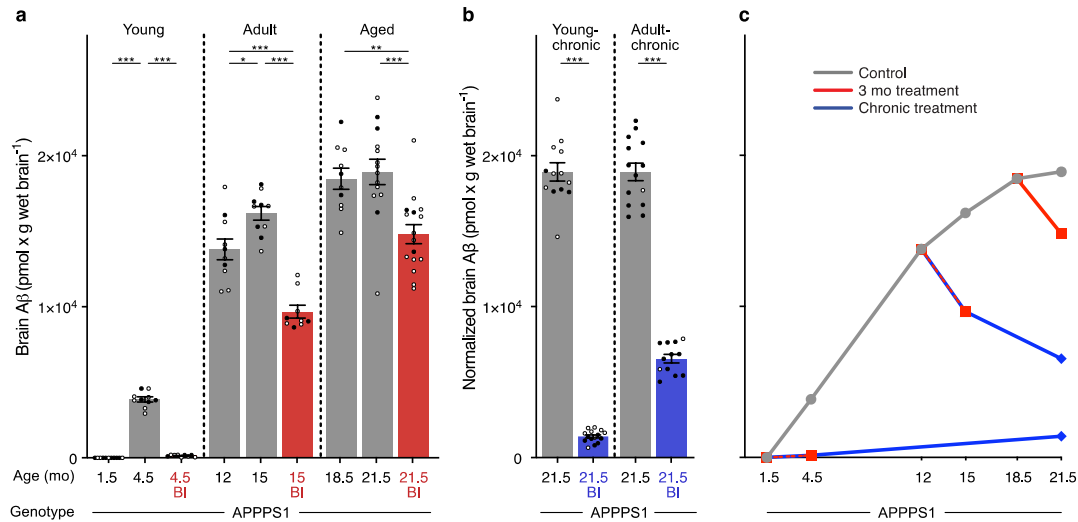 a
Young
Adult
Aged
***
***
***
*
***
**
***
Brain Aβ (pmol x g wet brain⁻¹)
2×10⁴
1×10⁴
0
Age (mo)
1.5
4.5
4.5
BI
12
15
15
BI
18.5
21.5
21.5
BI
Genotype
APPPS1
b
Young-
chronic
Adult-
chronic
***
***
Normalized brain Aβ (pmol x g wet brain⁻¹)
2×10⁴
1×10⁴
0
21.5
21.5
BI
21.5
21.5
BI
APPPS1
c
Control
3 mo treatment
Chronic treatment
1.5
4.5
12
15
18.5
21.5
APPPS1